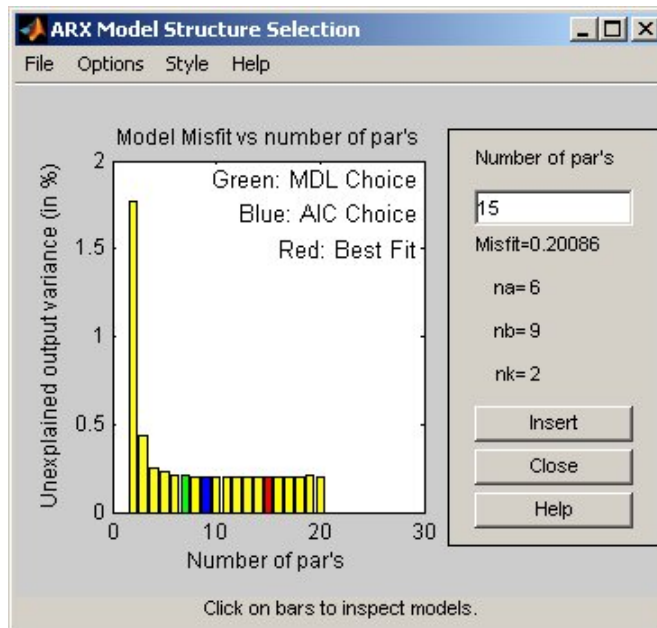 ARX Model Structure Selection
File Options Style Help
Model Misfit vs number of par's
Unexplained output variance (in %)
2
1.5
1
0.5
0
Green: MDL Choice
Blue: AIC Choice
Red: Best Fit
0 10 20 30
Number of par's
Number of par's
15
Misfit=0.20086
na= 6
nb= 9
nk= 2
Insert
Close
Help
Click on bars to inspect models.